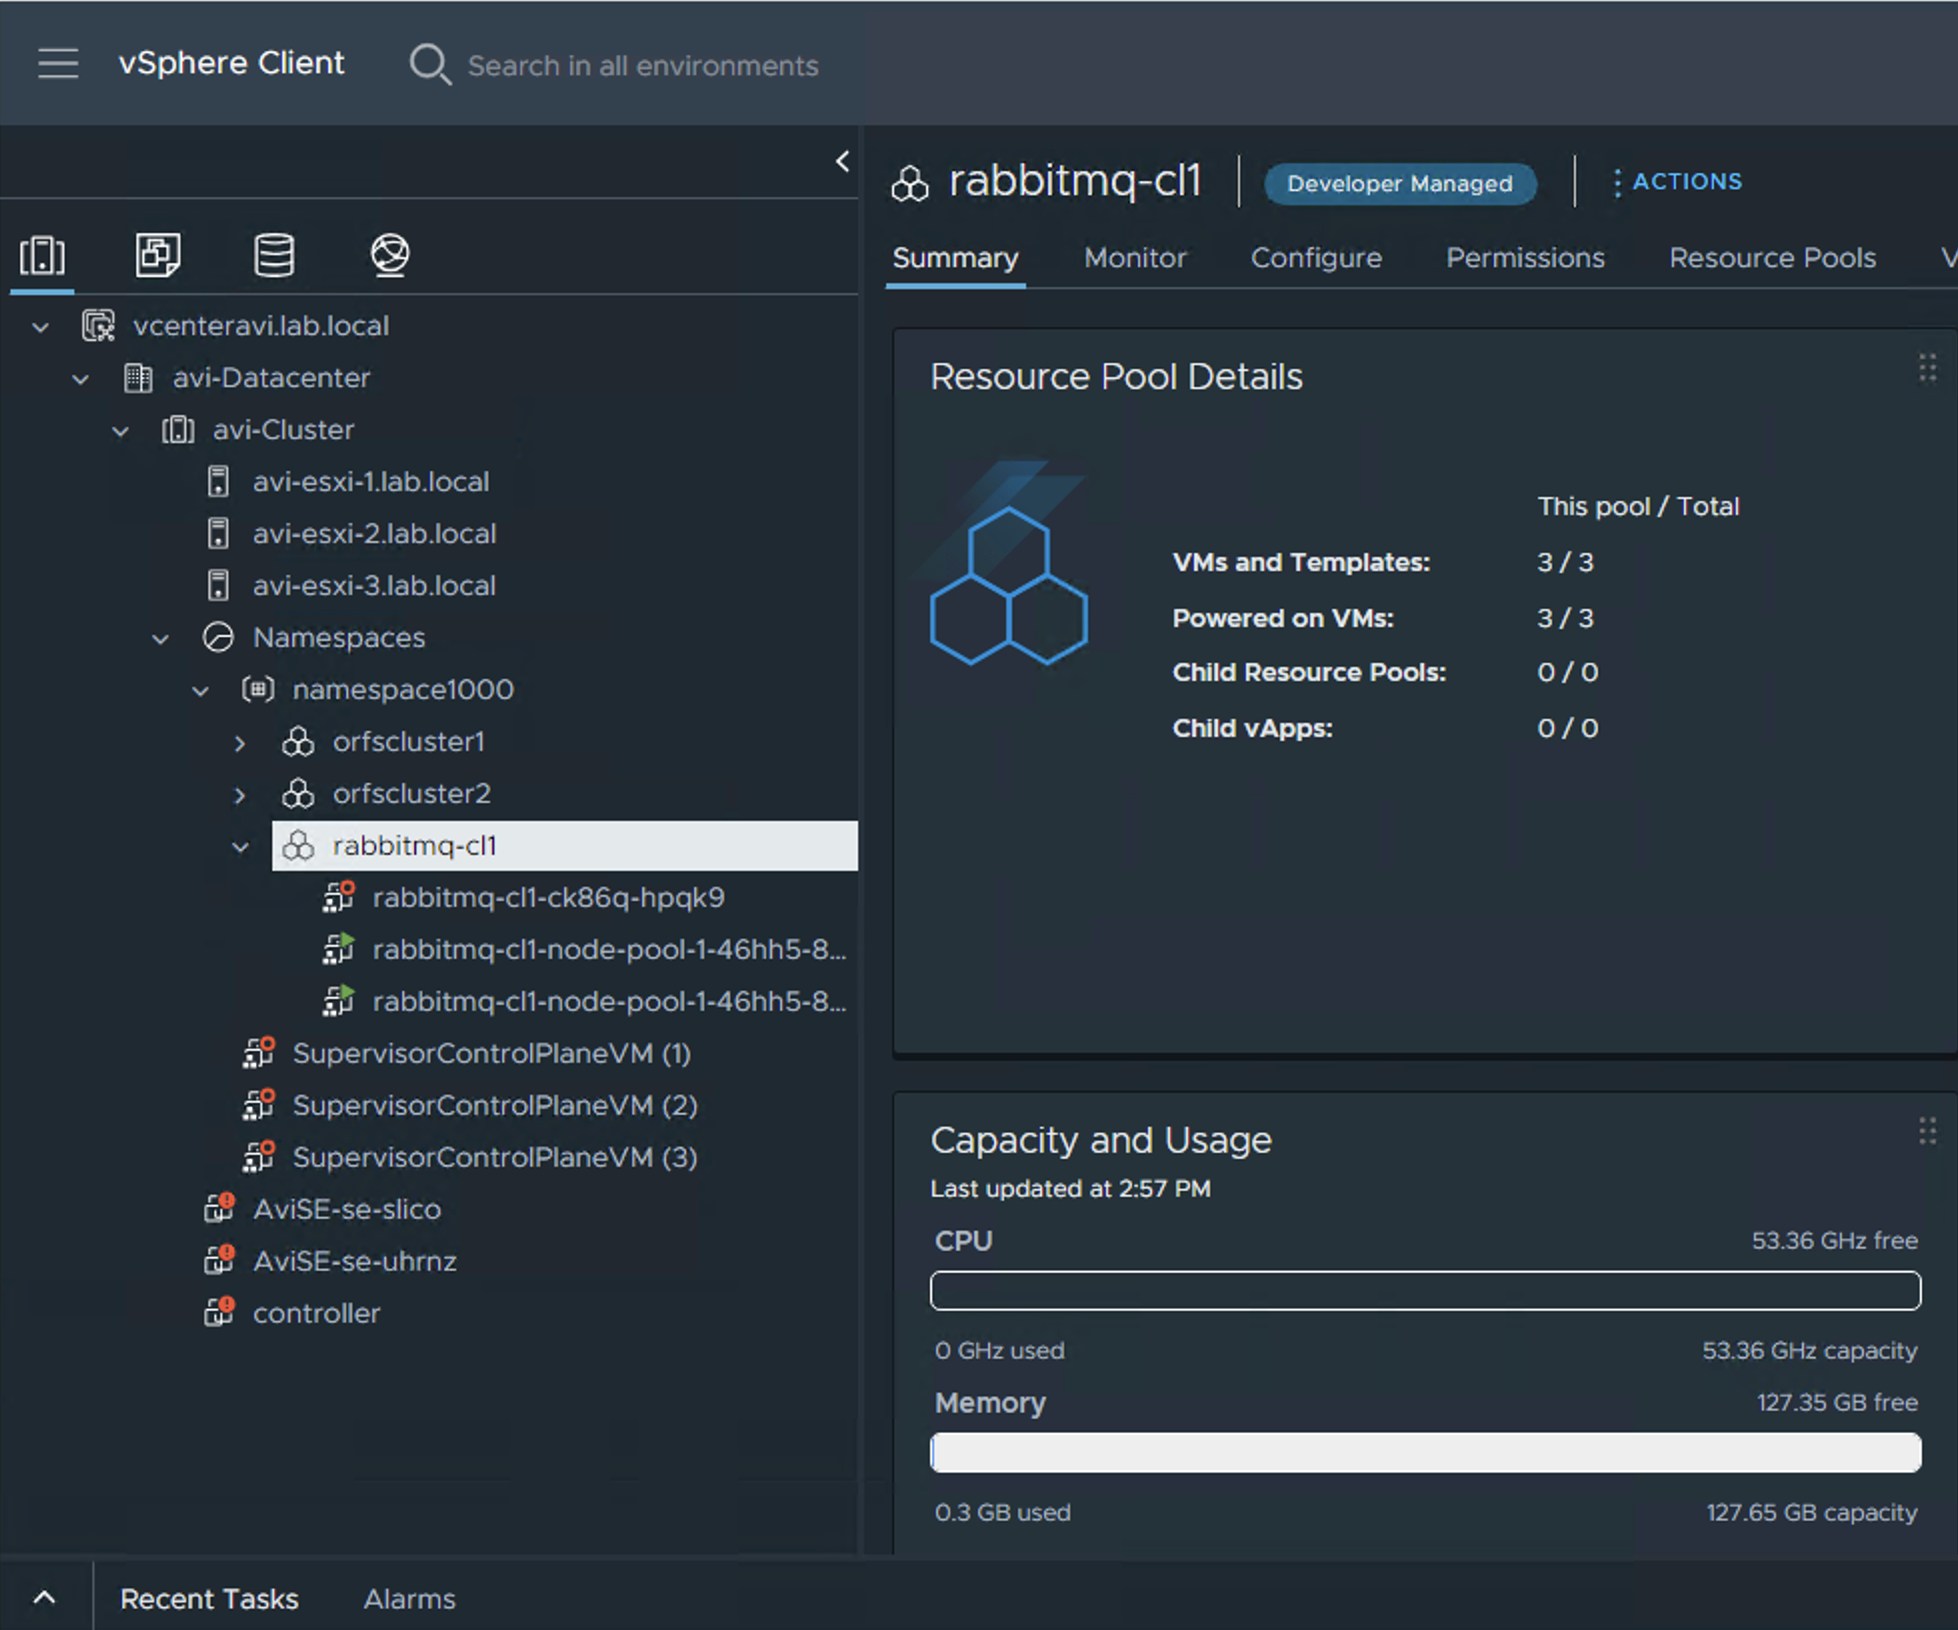 vSphere Client
Search in all environments
vcenteravi.lab.local
avi-Datacenter
avi-Cluster
avi-esxi-1.lab.local
avi-esxi-2.lab.local
avi-esxi-3.lab.local
Namespaces
namespace1000
orfscluster1
orfscluster2
rabbitmq-cl1
rabbitmq-cl1-ck86q-hpqk9
rabbitmq-cl1-node-pool-1-46hh5-8...
rabbitmq-cl1-node-pool-1-46hh5-8...
SupervisorControlPlaneVM (1)
SupervisorControlPlaneVM (2)
SupervisorControlPlaneVM (3)
AviSE-se-slico
AviSE-se-uhrnz
controller
rabbitmq-cl1 Developer Managed ACTIONS
Summary Monitor Configure Permissions Resource Pools V
Resource Pool Details
This pool / Total
VMs and Templates: 3 / 3
Powered on VMs: 3 / 3
Child Resource Pools: 0 / 0
Child vApps: 0 / 0
Capacity and Usage
Last updated at 2:57 PM
CPU 53.36 GHz free
0 GHz used 53.36 GHz capacity
Memory 127.35 GB free
0.3 GB used 127.65 GB capacity
Recent Tasks Alarms